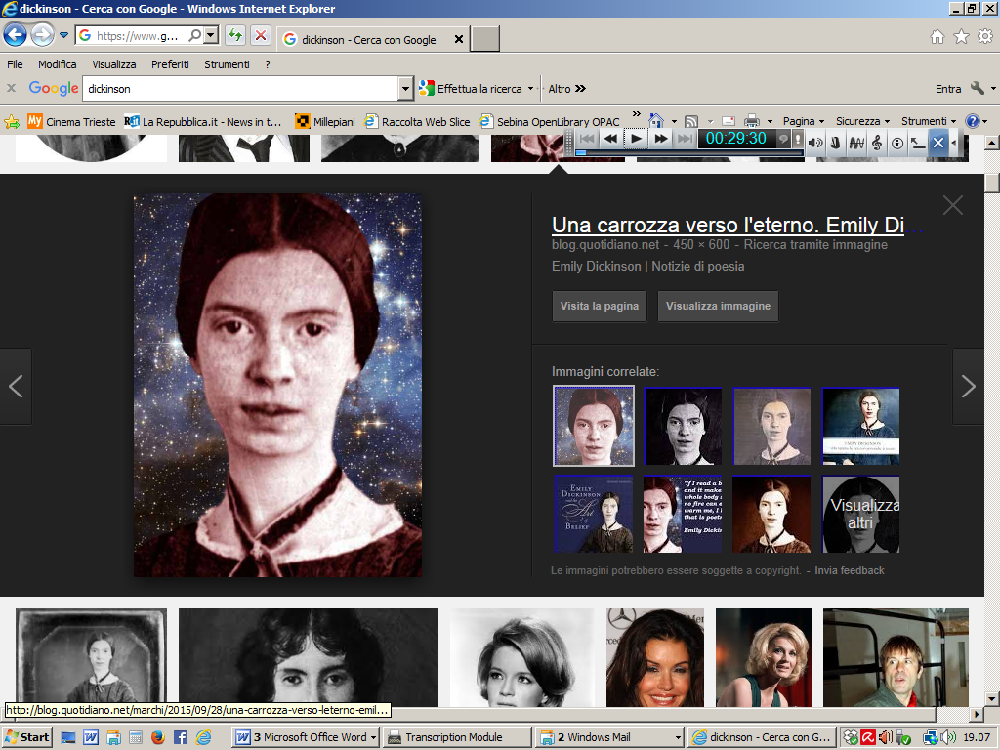 dickinson - Cerca con Google - Windows Internet Explorer
https://www.g...
dickinson - Cerca con Google
File Modifica Visualizza Preferiti Strumenti ?
Google dickinson Effettua la ricerca Altro Entra
My Cinema Trieste La Repubblica.it - News in t... Millepiani Raccolta Web Slice Sebina OpenLibrary OPAC Pagina Sicurezza Strumenti
00:29:30
Una carrozza verso l'eterno. Emily Di...
blog.quotidiano.net - 450 × 600 - Ricerca tramite immagine
Emily Dickinson | Notizie di poesia
Visita la pagina Visualizza immagine
Immagini correlate:
EMILY DICKINSON
EMILY
DICKINSON
and the
Art
of
BELIEF
"If I read a b
and it make
whole body s
no fire can e
warm me, I k
that is poetr
Emily Dickin
Visualizza
altri
Le immagini potrebbero essere soggette a copyright. - Invia feedback
http://blog.quotidiano.net/marchi/2015/09/28/una-carrozza-verso-leterno-emil...
Start 3 Microsoft Office Word Transcription Module 2 Windows Mail dickinson - Cerca con G... 19.07